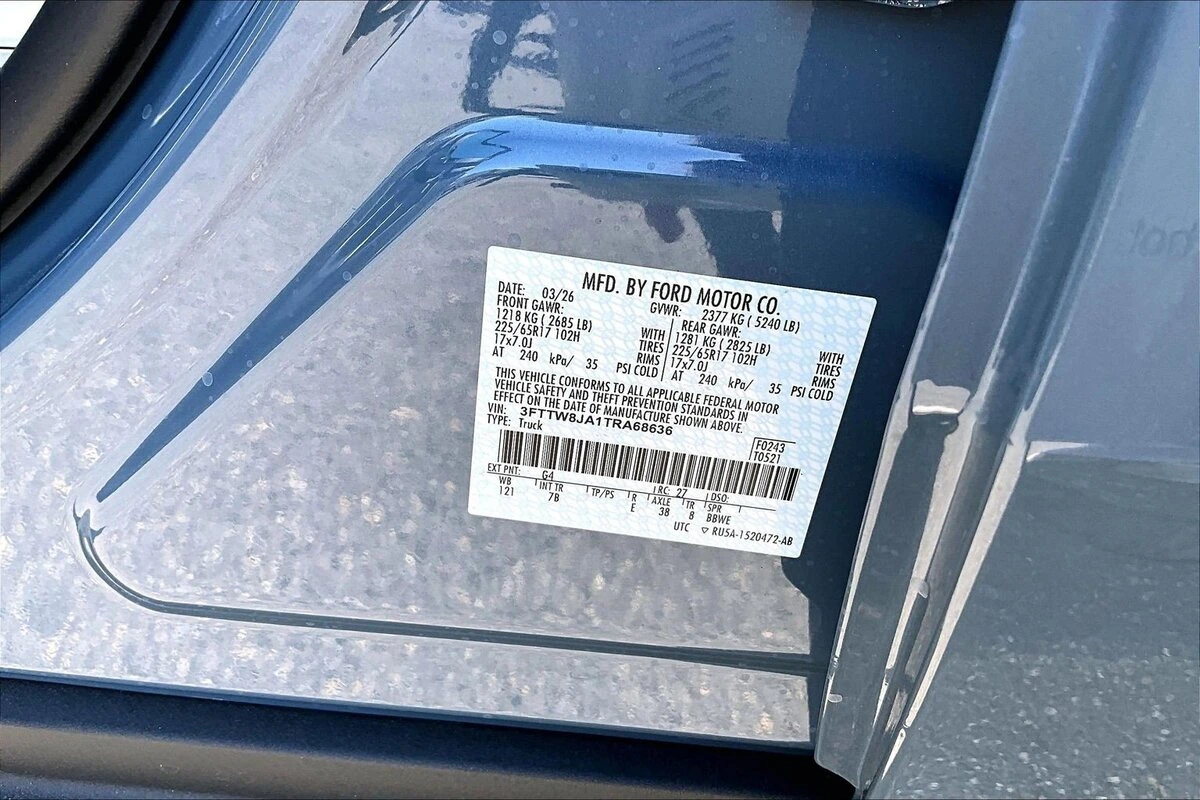 MFD. BY FORD MOTOR CO.
DATE: 03/26 GVWR: 2377 KG ( 5240 LB)
FRONT GAWR: REAR GAWR:
1218 KG ( 2685 LB) WITH 1281 KG ( 2825 LB) WITH
225/65R17 102H TIRES 225/65R17 102H TIRES
17x7.0J RIMS 17x7.0J RIMS
AT 240 kPa/ 35 PSI COLD AT 240 kPa/ 35 PSI COLD
THIS VEHICLE CONFORMS TO ALL APPLICABLE FEDERAL MOTOR
VEHICLE SAFETY AND THEFT PREVENTION STANDARDS IN
EFFECT ON THE DATE OF MANUFACTURE SHOWN ABOVE.
VIN: 3FTTW8JA1TRA68636
TYPE: Truck
F0243
T0521
EXT PNT: G4 RC: 27 DSO:
WB INT TR TP/PS R AXLE TR SPR
121 7B E 38 B BBWE
UTC ▽ RU5A-1520472-AB